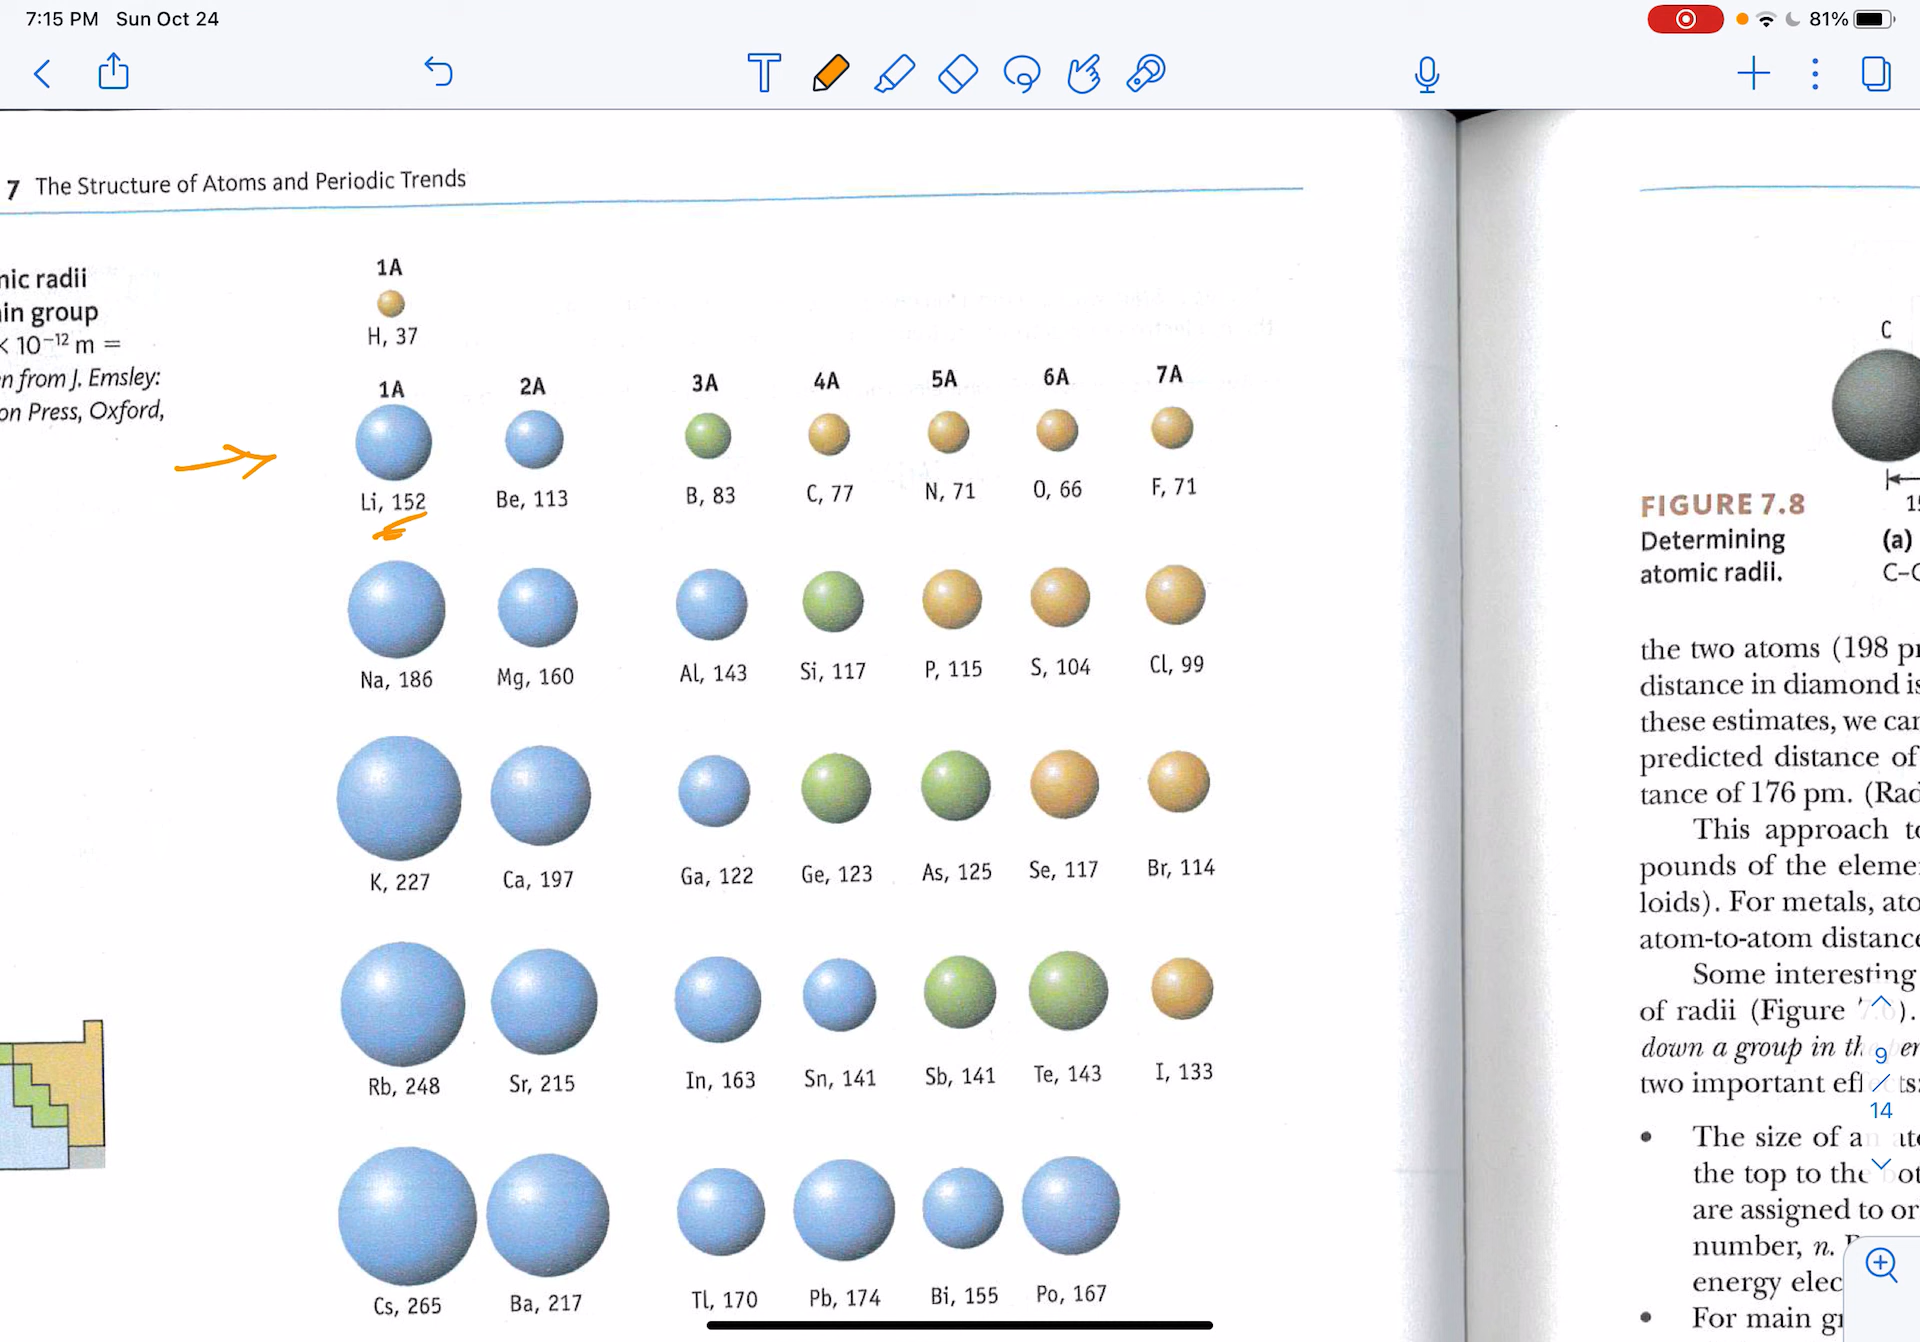 7:15 PM Sun Oct 24
81%
7 The Structure of Atoms and Periodic Trends
nic radii
in group
× 10⁻¹² m =
n from J. Emsley:
on Press, Oxford,
1A
H, 37
1A 2A 3A 4A 5A 6A 7A
Li, 152 Be, 113 B, 83 C, 77 N, 71 O, 66 F, 71
Na, 186 Mg, 160 Al, 143 Si, 117 P, 115 S, 104 Cl, 99
K, 227 Ca, 197 Ga, 122 Ge, 123 As, 125 Se, 117 Br, 114
Rb, 248 Sr, 215 In, 163 Sn, 141 Sb, 141 Te, 143 I, 133
Cs, 265 Ba, 217 Tl, 170 Pb, 174 Bi, 155 Po, 167
C
FIGURE 7.8
Determining
atomic radii.
(a)
C–C
the two atoms (198 p
distance in diamond is
these estimates, we can
predicted distance of
tance of 176 pm. (Rad
This approach to
pounds of the eleme
loids). For metals, ato
atom-to-atom distance
Some interesting
of radii (Figure 7.6).
down a group in
two important
• The size of a
the top to the
are assigned to or
number, n.
energy elec
• For main
9
/
14